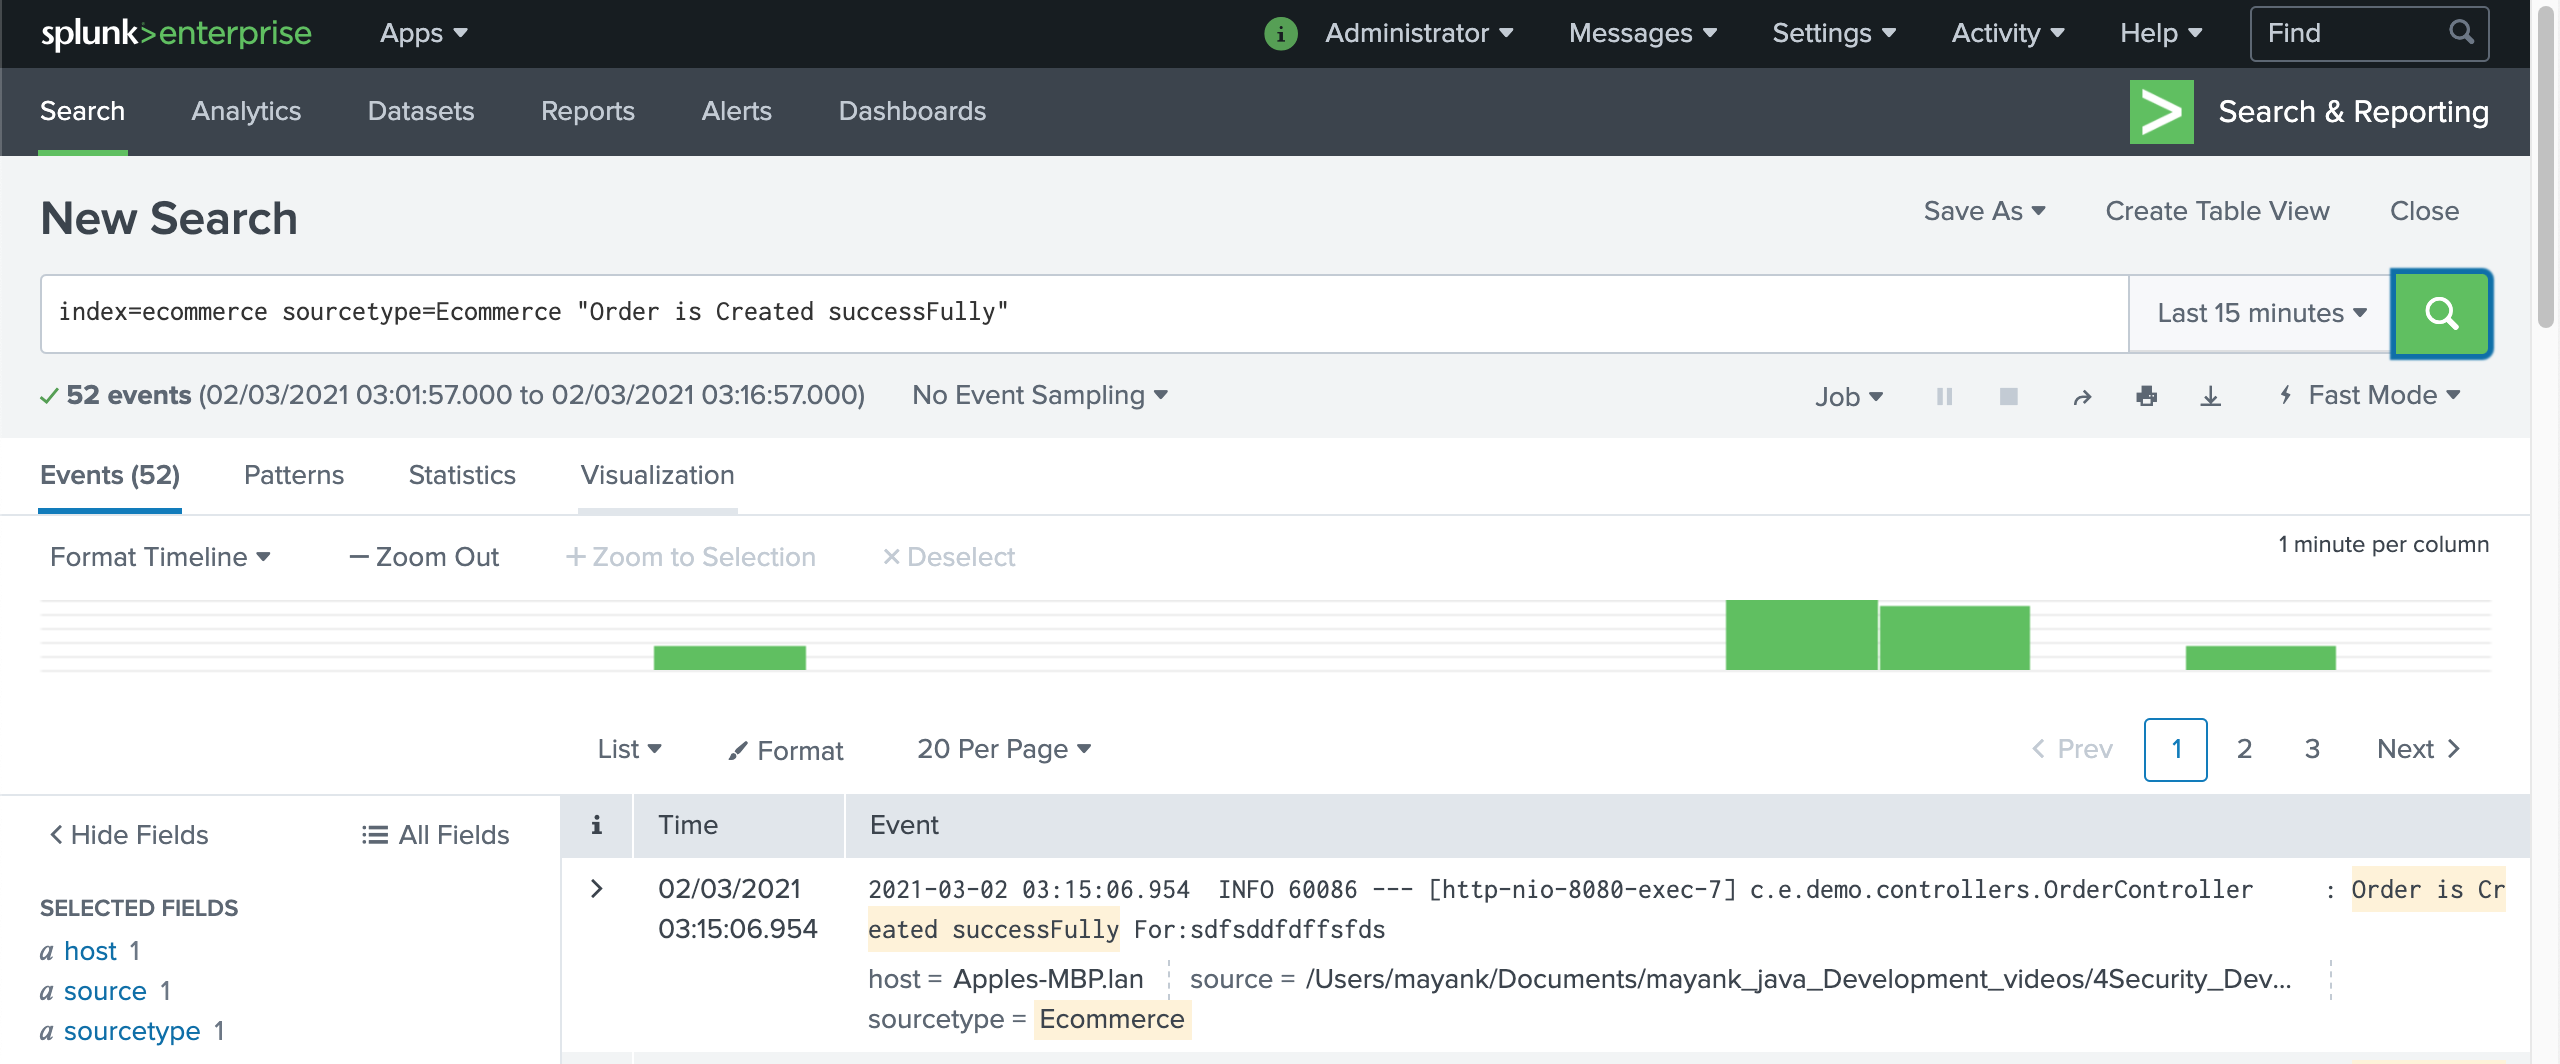 splunk>enterprise Apps Administrator Messages Settings Activity Help Find
Search Analytics Datasets Reports Alerts Dashboards Search & Reporting
New Search Save As Create Table View Close
index=ecommerce sourcetype=Ecommerce "Order is Created successFully" Last 15 minutes
52 events (02/03/2021 03:01:57.000 to 02/03/2021 03:16:57.000) No Event Sampling Job Fast Mode
Events (52) Patterns Statistics Visualization
Format Timeline — Zoom Out + Zoom to Selection × Deselect 1 minute per column
List Format 20 Per Page < Prev 1 2 3 Next >
< Hide Fields All Fields
SELECTED FIELDS
a host 1
a source 1
a sourcetype 1
i Time Event
> 02/03/2021 2021-03-02 03:15:06.954  INFO 60086 --- [http-nio-8080-exec-7] c.e.demo.controllers.OrderController     : Order is Cr
03:15:06.954 eated successFully For:sdfsddfdffsfds
host = Apples-MBP.lan source = /Users/mayank/Documents/mayank_java_Development_videos/4Security_Dev...
sourcetype = Ecommerce